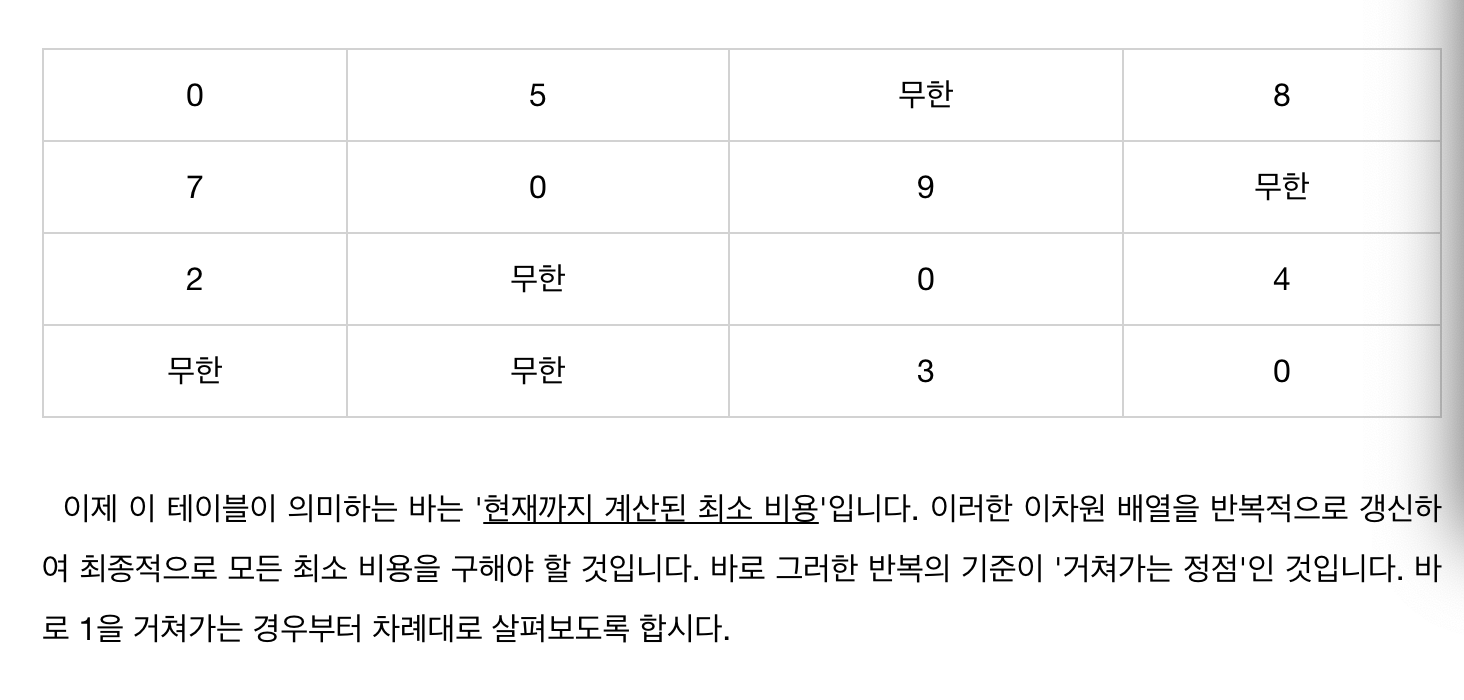 0 5 무한 8
7 0 9 무한
2 무한 0 4
무한 무한 3 0
이제 이 테이블이 의미하는 바는 '현재까지 계산된 최소 비용'입니다. 이러한 이차원 배열을 반복적으로 갱신하
여 최종적으로 모든 최소 비용을 구해야 할 것입니다. 바로 그러한 반복의 기준이 '거쳐가는 정점'인 것입니다. 바
로 1을 거쳐가는 경우부터 차례대로 살펴보도록 합시다.